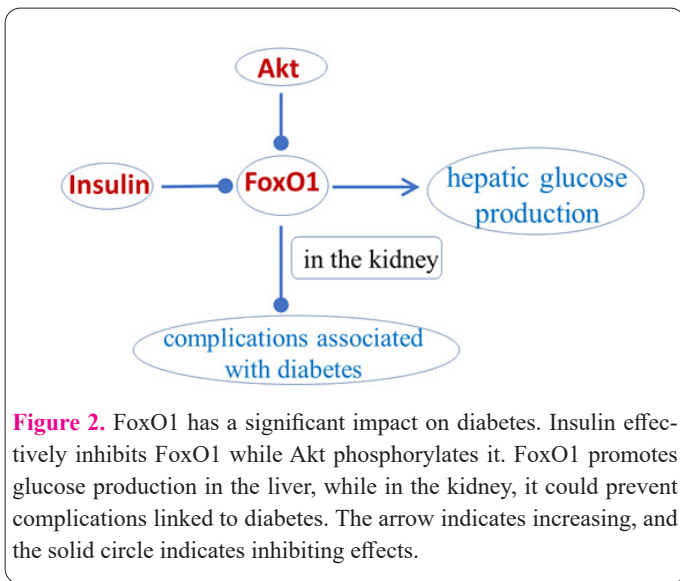 Akt
Insulin
FoxO1
hepatic glucose
production
in the kidney
complications associated
with diabetes
Figure 2. FoxO1 has a significant impact on diabetes. Insulin effec-
tively inhibits FoxO1 while Akt phosphorylates it. FoxO1 promotes
glucose production in the liver, while in the kidney, it could prevent
complications linked to diabetes. The arrow indicates increasing, and
the solid circle indicates inhibiting effects.